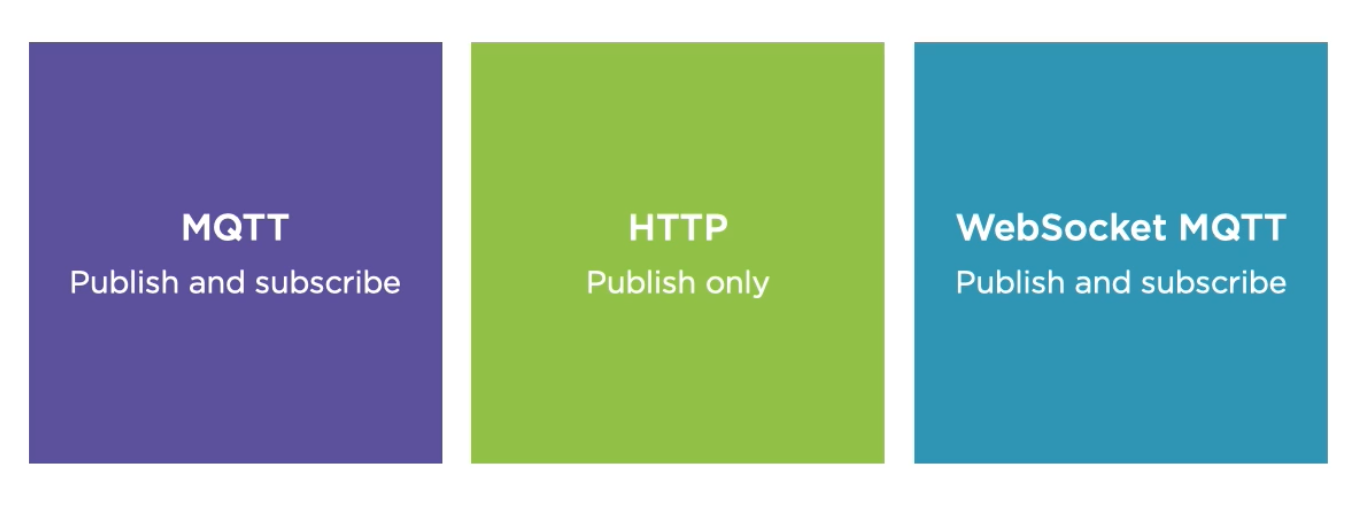 MQTT
Publish and subscribe
HTTP
Publish only
WebSocket MQTT
Publish and subscribe